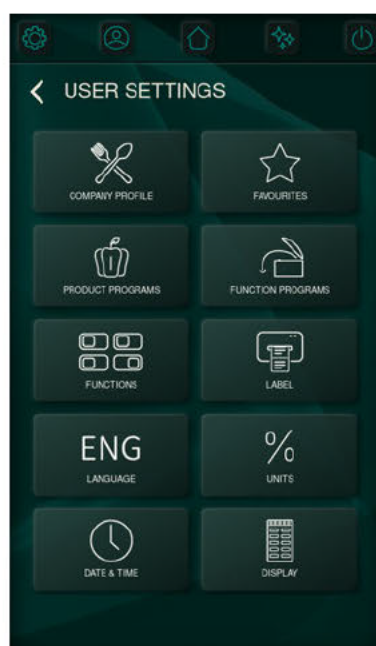 USER SETTINGS
COMPANY PROFILE
FAVOURITES
PRODUCT PROGRAMS
FUNCTION PROGRAMS
FUNCTIONS
LABEL
ENG
%
LANGUAGE
UNITS
DATE & TIME
DISPLAY